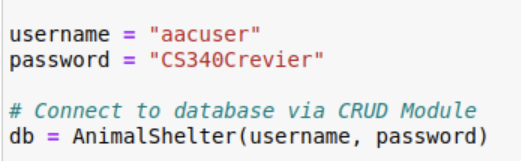 username = "aacuser"
password = "CS340Crevier"
# Connect to database via CRUD Module
db = AnimalShelter(username, password)